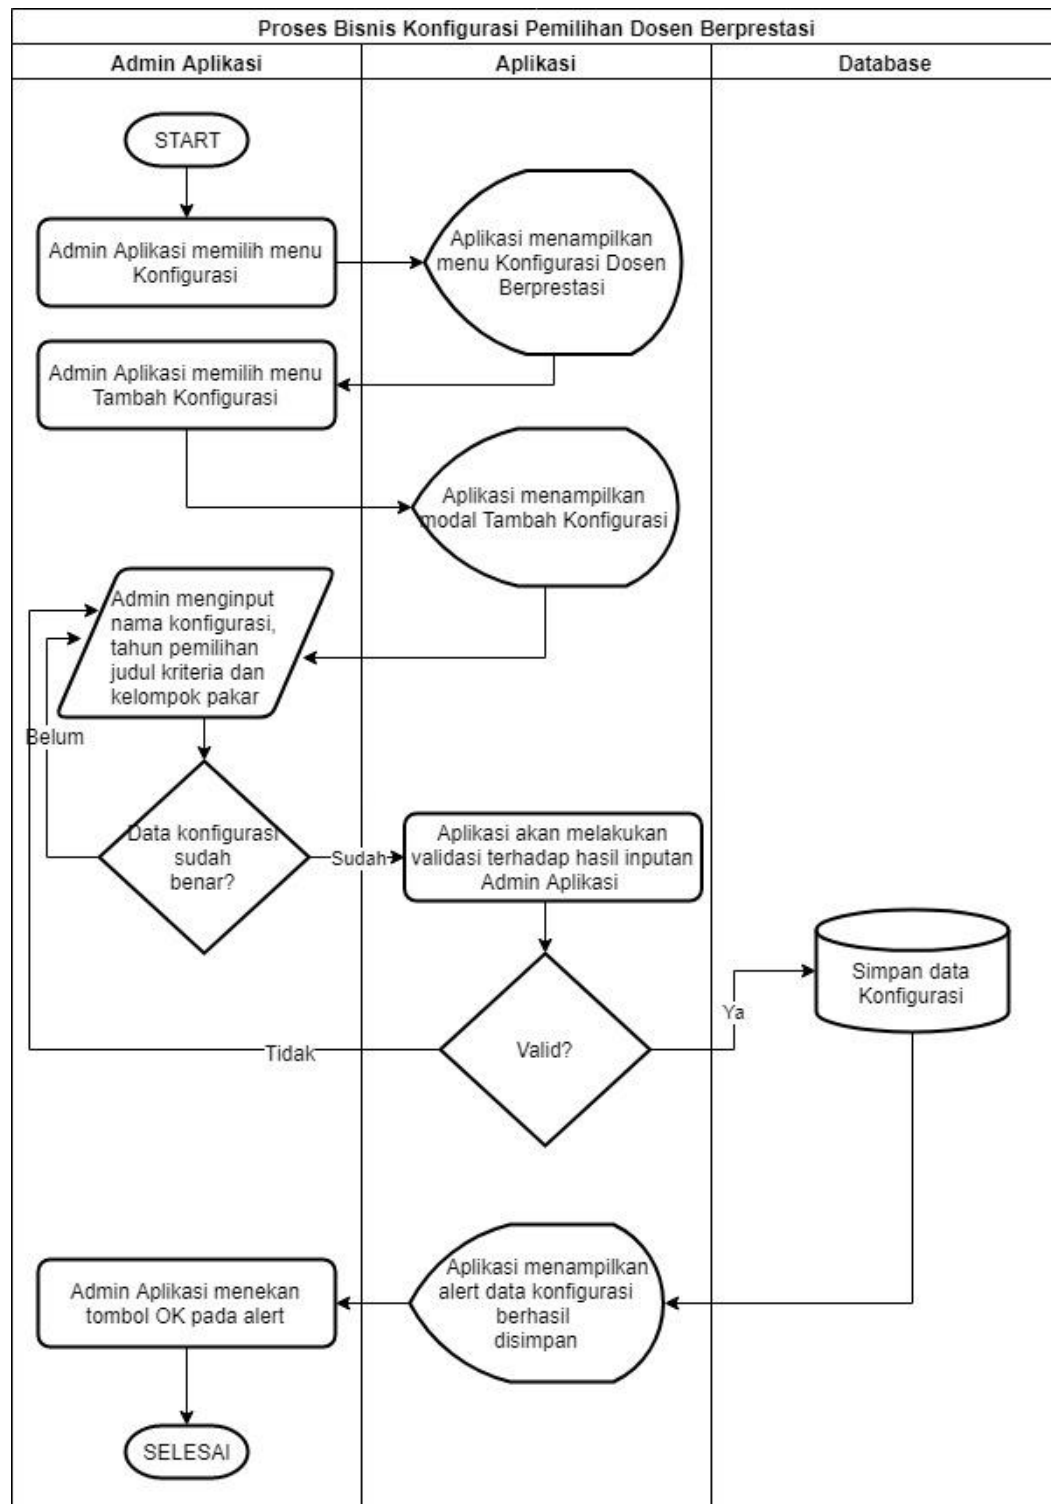 Proses Bisnis Konfigurasi Pemilihan Dosen Berprestasi
Admin Aplikasi
Aplikasi
Database
START
Admin Aplikasi memilih menu
Konfigurasi
Aplikasi menampilkan
menu Konfigurasi Dosen
Berprestasi
Admin Aplikasi memilih menu
Tambah Konfigurasi
Aplikasi menampilkan
modal Tambah Konfigurasi
Admin menginput
nama konfigurasi,
tahun pemilihan
judul kriteria dan
kelompok pakar
Belum
Data konfigurasi
sudah
benar?
Sudah
Aplikasi akan melakukan
validasi terhadap hasil inputan
Admin Aplikasi
Valid?
Tidak
Ya
Simpan data
Konfigurasi
Aplikasi menampilkan
alert data konfigurasi
berhasil
disimpan
Admin Aplikasi menekan
tombol OK pada alert
SELESAI